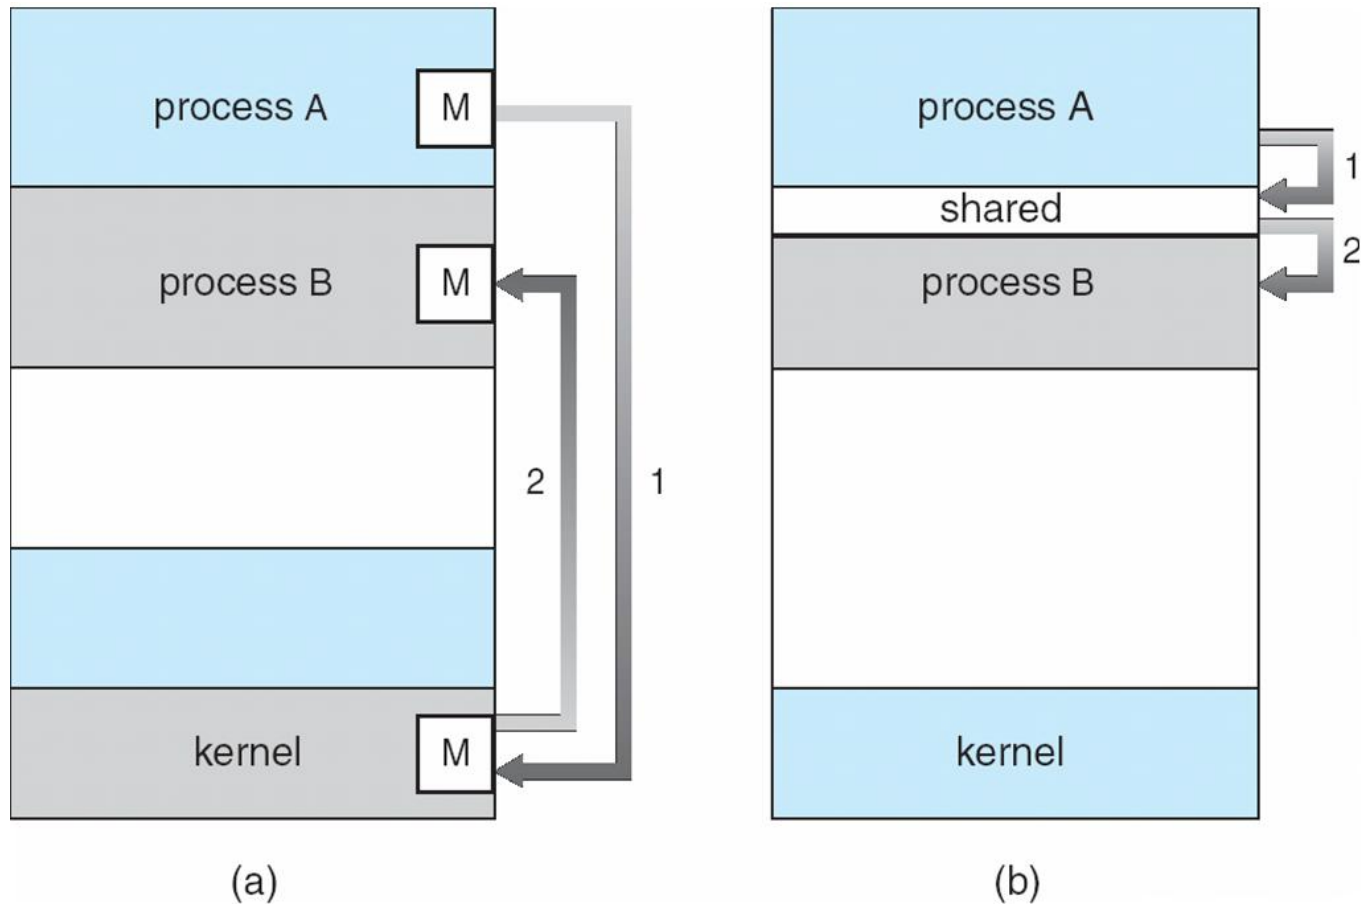 process A
M
process B
M
2
1
kernel
M
(a)
process A
1
shared
2
process B
kernel
(b)